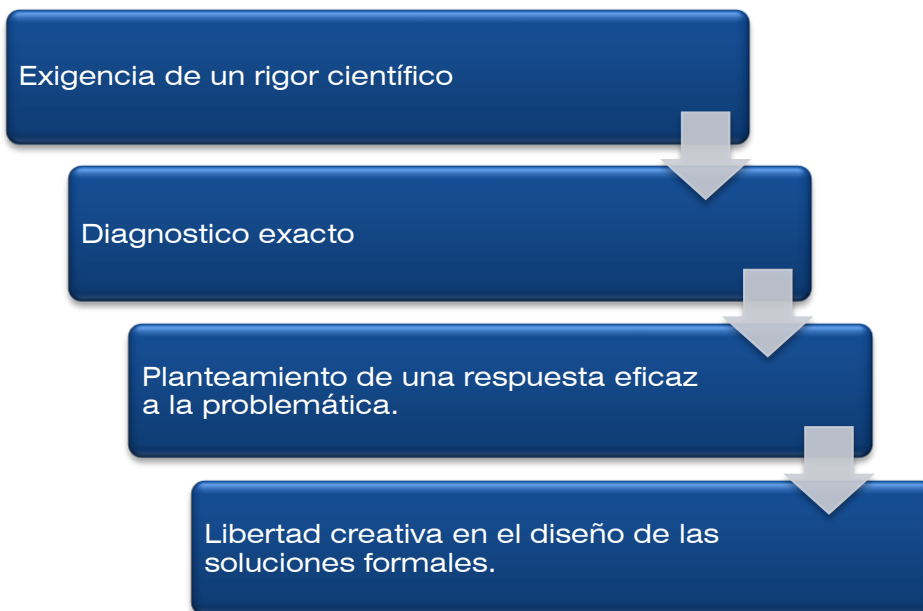 Exigencia de un rigor científico
Diagnostico exacto
Planteamiento de una respuesta eficaz
a la problemática.
Libertad creativa en el diseño de las
soluciones formales.